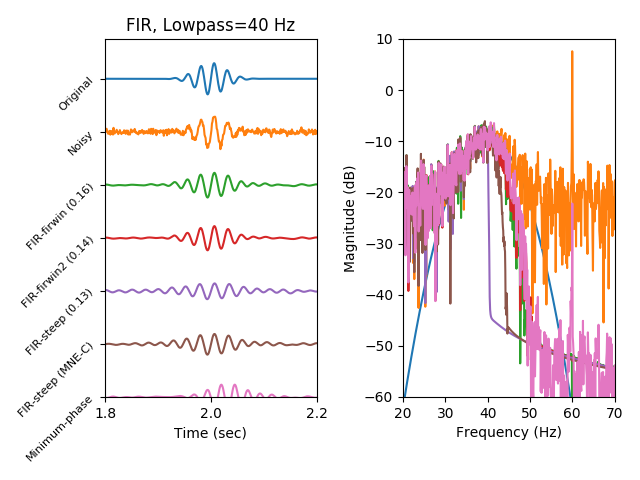 FIR, Lowpass=40 Hz
Original
Noisy
FIR-firwin (0.16)
FIR-firwin2 (0.14)
FIR-steep (0.13)
FIR-steep (MNE-C)
Minimum-phase
1.8 2.0 2.2
Time (sec)
Magnitude (dB)
10
0
−10
−20
−30
−40
−50
−60
20 30 40 50 60 70
Frequency (Hz)